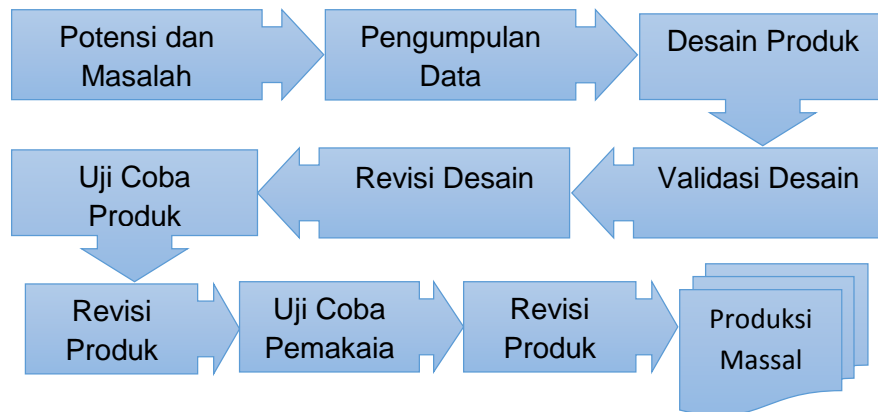 Potensi dan
Masalah
Pengumpulan
Data
Desain Produk
Validasi Desain
Revisi Desain
Uji Coba
Produk
Revisi
Produk
Uji Coba
Pemakaia
Revisi
Produk
Produksi
Massal